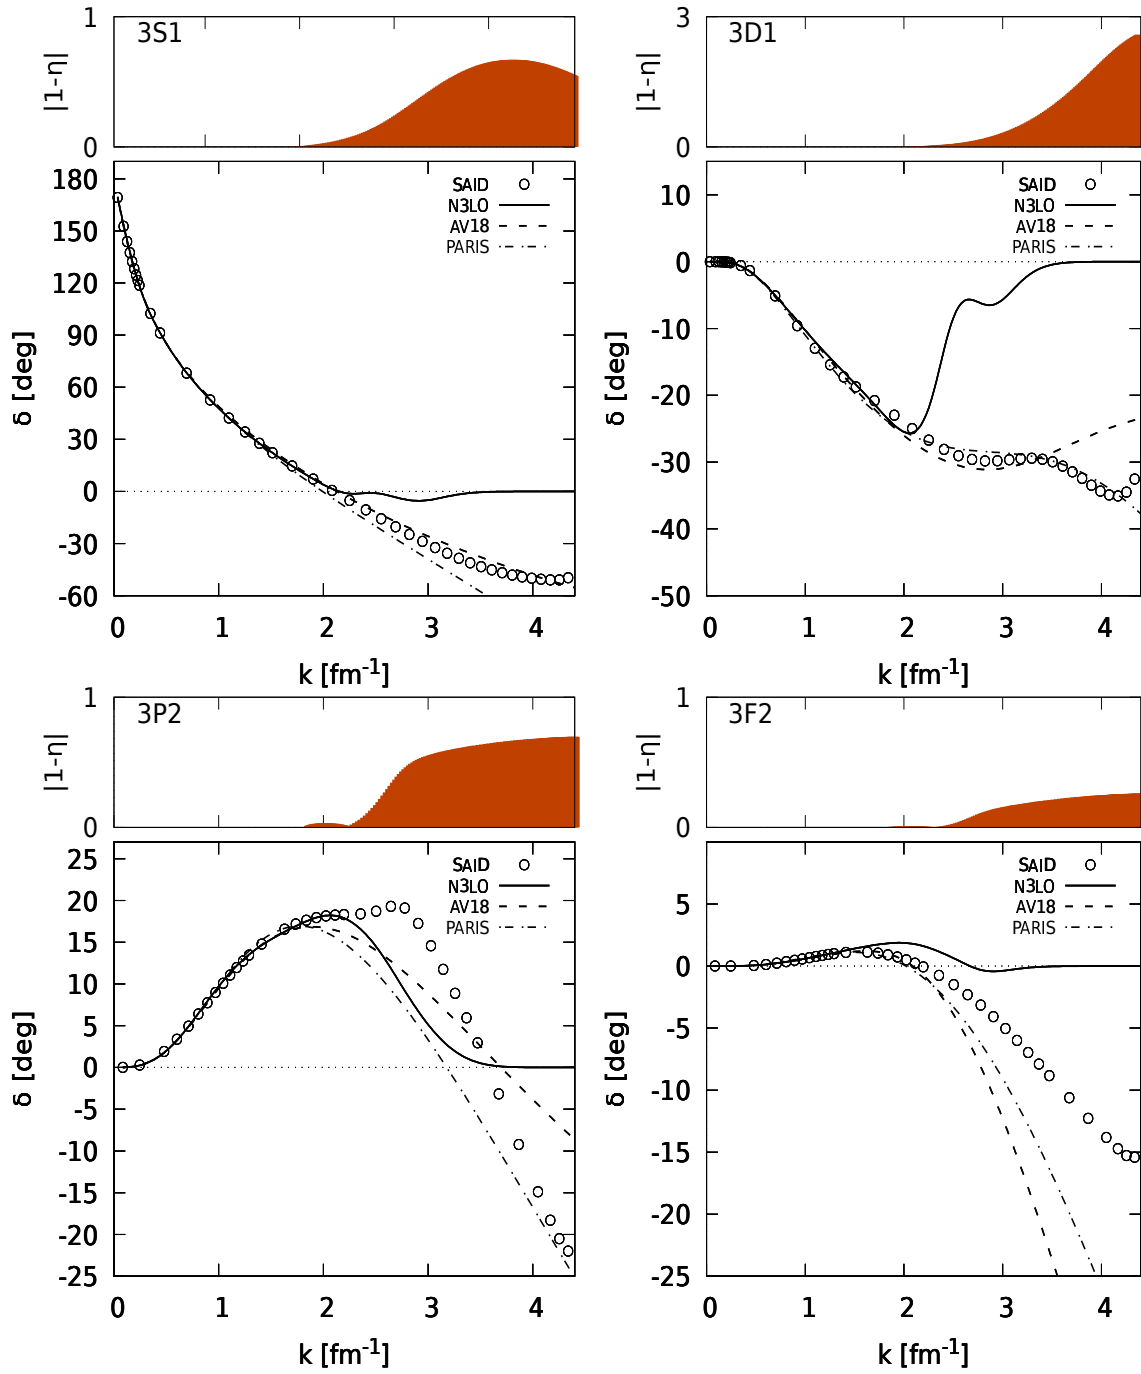 1
3S1
|1-η|
0
180
150
120
90
60
30
0
-30
-60
δ [deg]
SAID
N3LO
AV18
PARIS
0 1 2 3 4
k [fm-1]
3
3D1
|1-η|
0
10
0
-10
-20
-30
-40
-50
δ [deg]
SAID
N3LO
AV18
PARIS
0 1 2 3 4
k [fm-1]
1
3P2
|1-η|
0
25
20
15
10
5
0
-5
-10
-15
-20
-25
δ [deg]
SAID
N3LO
AV18
PARIS
0 1 2 3 4
k [fm-1]
1
3F2
|1-η|
0
5
0
-5
-10
-15
-20
-25
δ [deg]
SAID
N3LO
AV18
PARIS
0 1 2 3 4
k [fm-1]